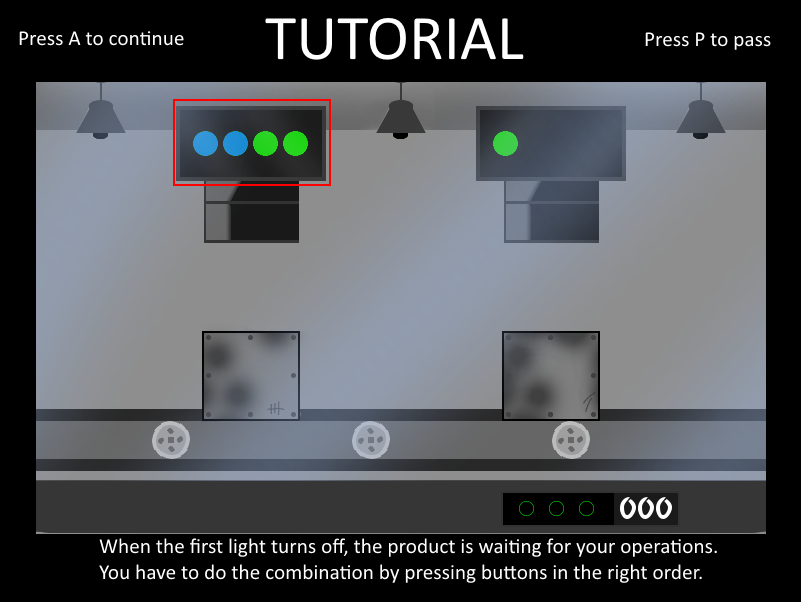 Press A to continue
TUTORIAL
Press P to pass
000
When the first light turns off, the product is waiting for your operations.
You have to do the combination by pressing buttons in the right order.